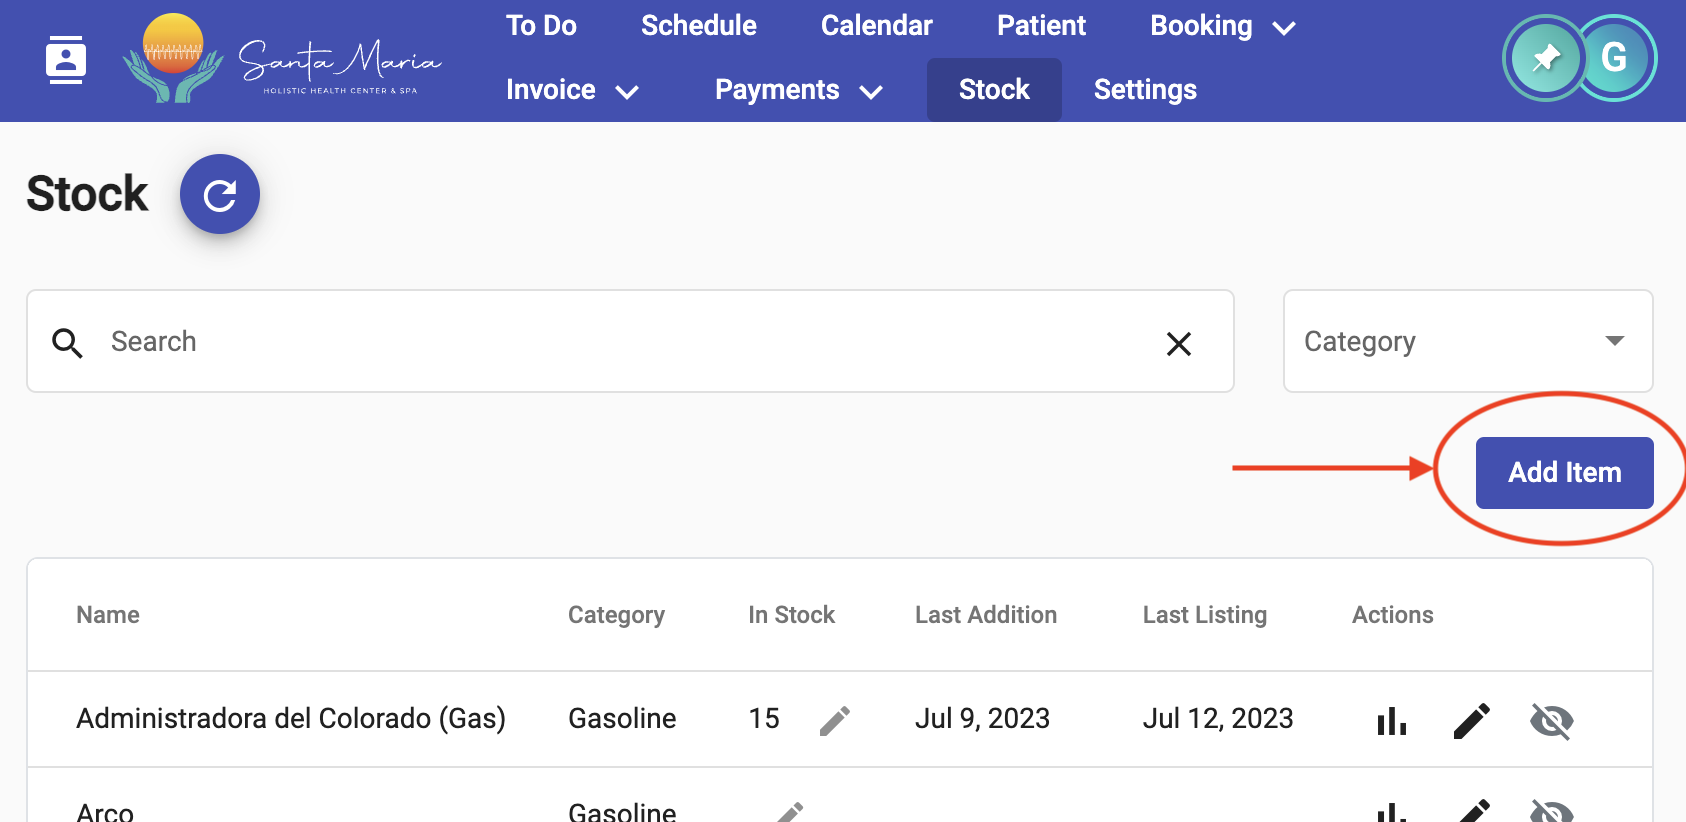 To Do Schedule Calendar Patient Booking
Santa Maria
HOLISTIC HEALTH CENTER & SPA
Invoice Payments Stock Settings
G
Stock
Search
Category
Add Item
Name Category In Stock Last Addition Last Listing Actions
Administradora del Colorado (Gas) Gasoline 15 Jul 9, 2023 Jul 12, 2023
Arco Gasoline